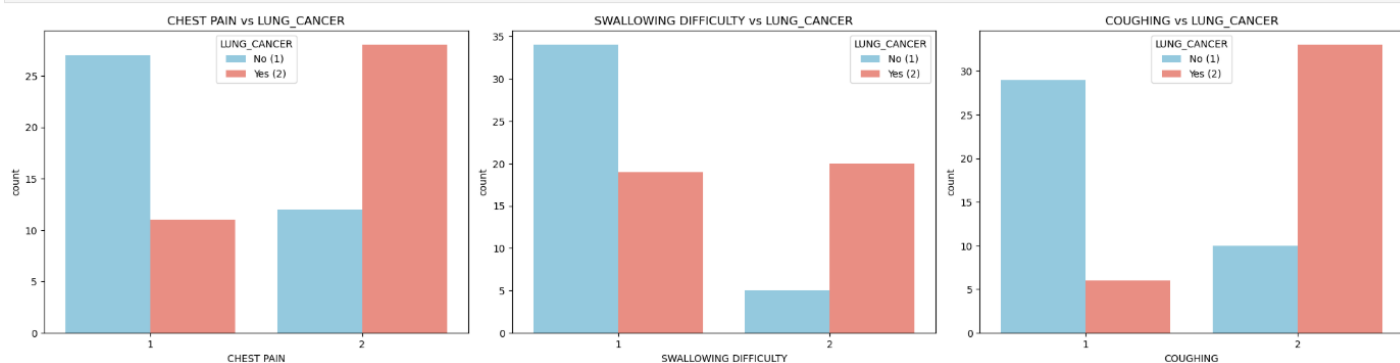 CHEST PAIN vs LUNG_CANCER
LUNG_CANCER
No (1)
Yes (2)
25
20
15
10
5
0
count
1 2
CHEST PAIN
SWALLOWING DIFFICULTY vs LUNG_CANCER
LUNG_CANCER
No (1)
Yes (2)
35
30
25
20
15
10
5
0
count
1 2
SWALLOWING DIFFICULTY
COUGHING vs LUNG_CANCER
LUNG_CANCER
No (1)
Yes (2)
30
25
20
15
10
5
0
count
1 2
COUGHING